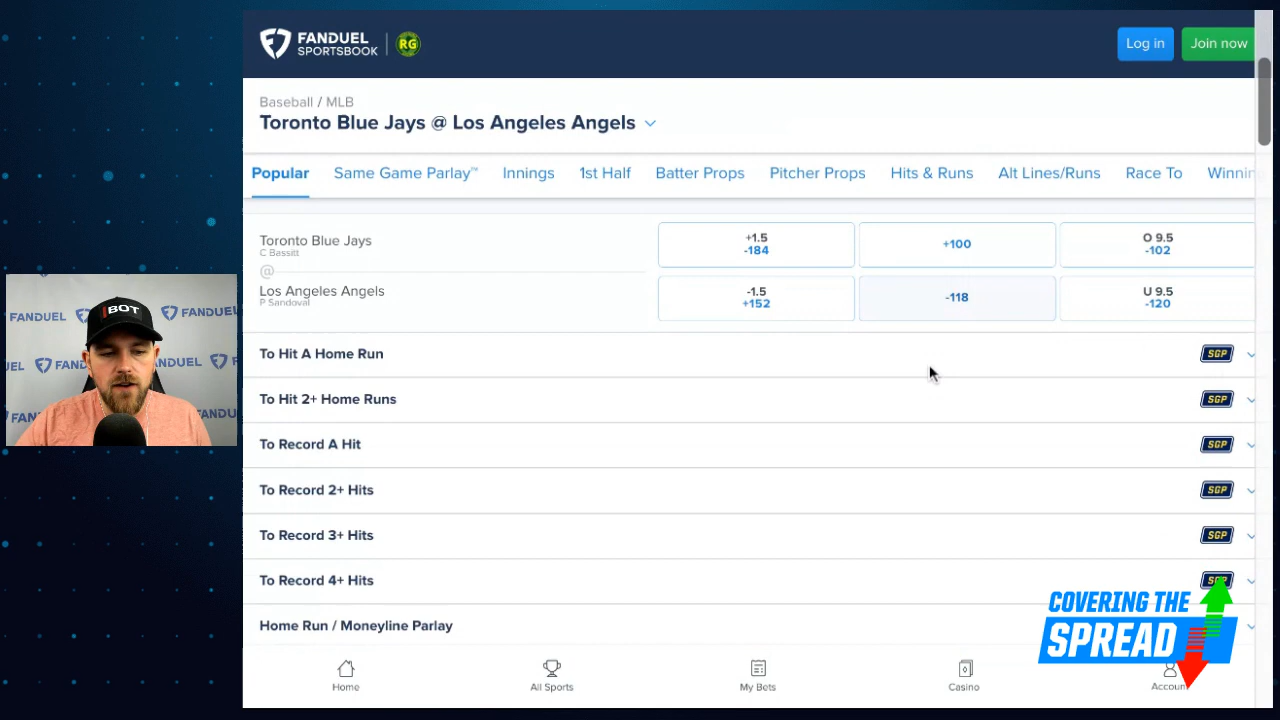 FANDUEL
SPORTSBOOK
RG
Log in
Join now
Baseball / MLB
Toronto Blue Jays @ Los Angeles Angels
Popular
Same Game Parlay™
Innings
1st Half
Batter Props
Pitcher Props
Hits & Runs
Alt Lines/Runs
Race To
Winnin
Toronto Blue Jays
C Bassitt
+1.5
-184
+100
O 9.5
-102
@
Los Angeles Angels
P Sandoval
-1.5
+152
-118
U 9.5
-120
To Hit A Home Run
SGP
To Hit 2+ Home Runs
SGP
To Record A Hit
SGP
To Record 2+ Hits
SGP
To Record 3+ Hits
SGP
To Record 4+ Hits
SGP
Home Run / Moneyline Parlay
Home
All Sports
My Bets
Casino
Accoun
COVERING THE
SPREAD
BOT
FANDUEL
FANDUEL